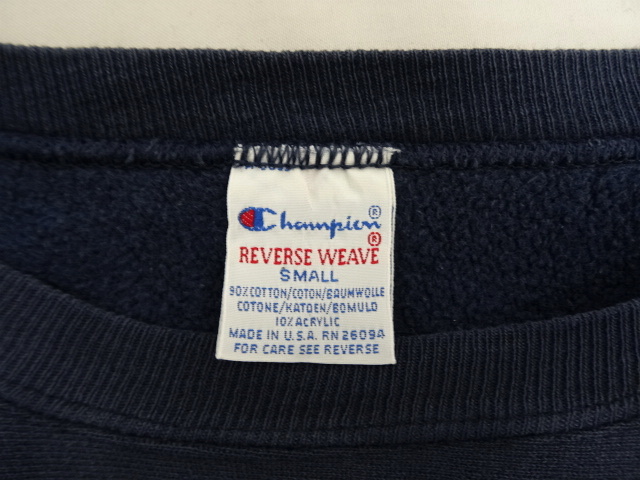 Champion®
REVERSE WEAVE®
SMALL
90% COTTON/COTON/BAUMWOLLE
COTONE/KATOEN/BOMULD
10% ACRYLIC
MADE IN U.S.A. RN 26094
FOR CARE SEE REVERSE